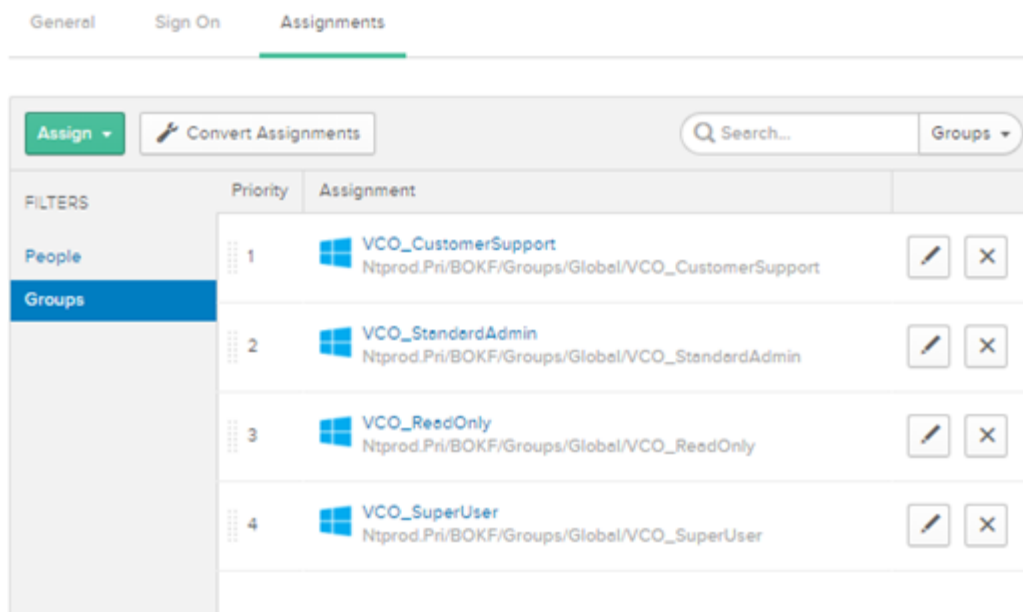 General Sign On Assignments
Assign Convert Assignments Search... Groups
FILTERS Priority Assignment
People
Groups
1 VCO_CustomerSupport
Ntprod.Pri/BOKF/Groups/Global/VCO_CustomerSupport
2 VCO_StandardAdmin
Ntprod.Pri/BOKF/Groups/Global/VCO_StandardAdmin
3 VCO_ReadOnly
Ntprod.Pri/BOKF/Groups/Global/VCO_ReadOnly
4 VCO_SuperUser
Ntprod.Pri/BOKF/Groups/Global/VCO_SuperUser